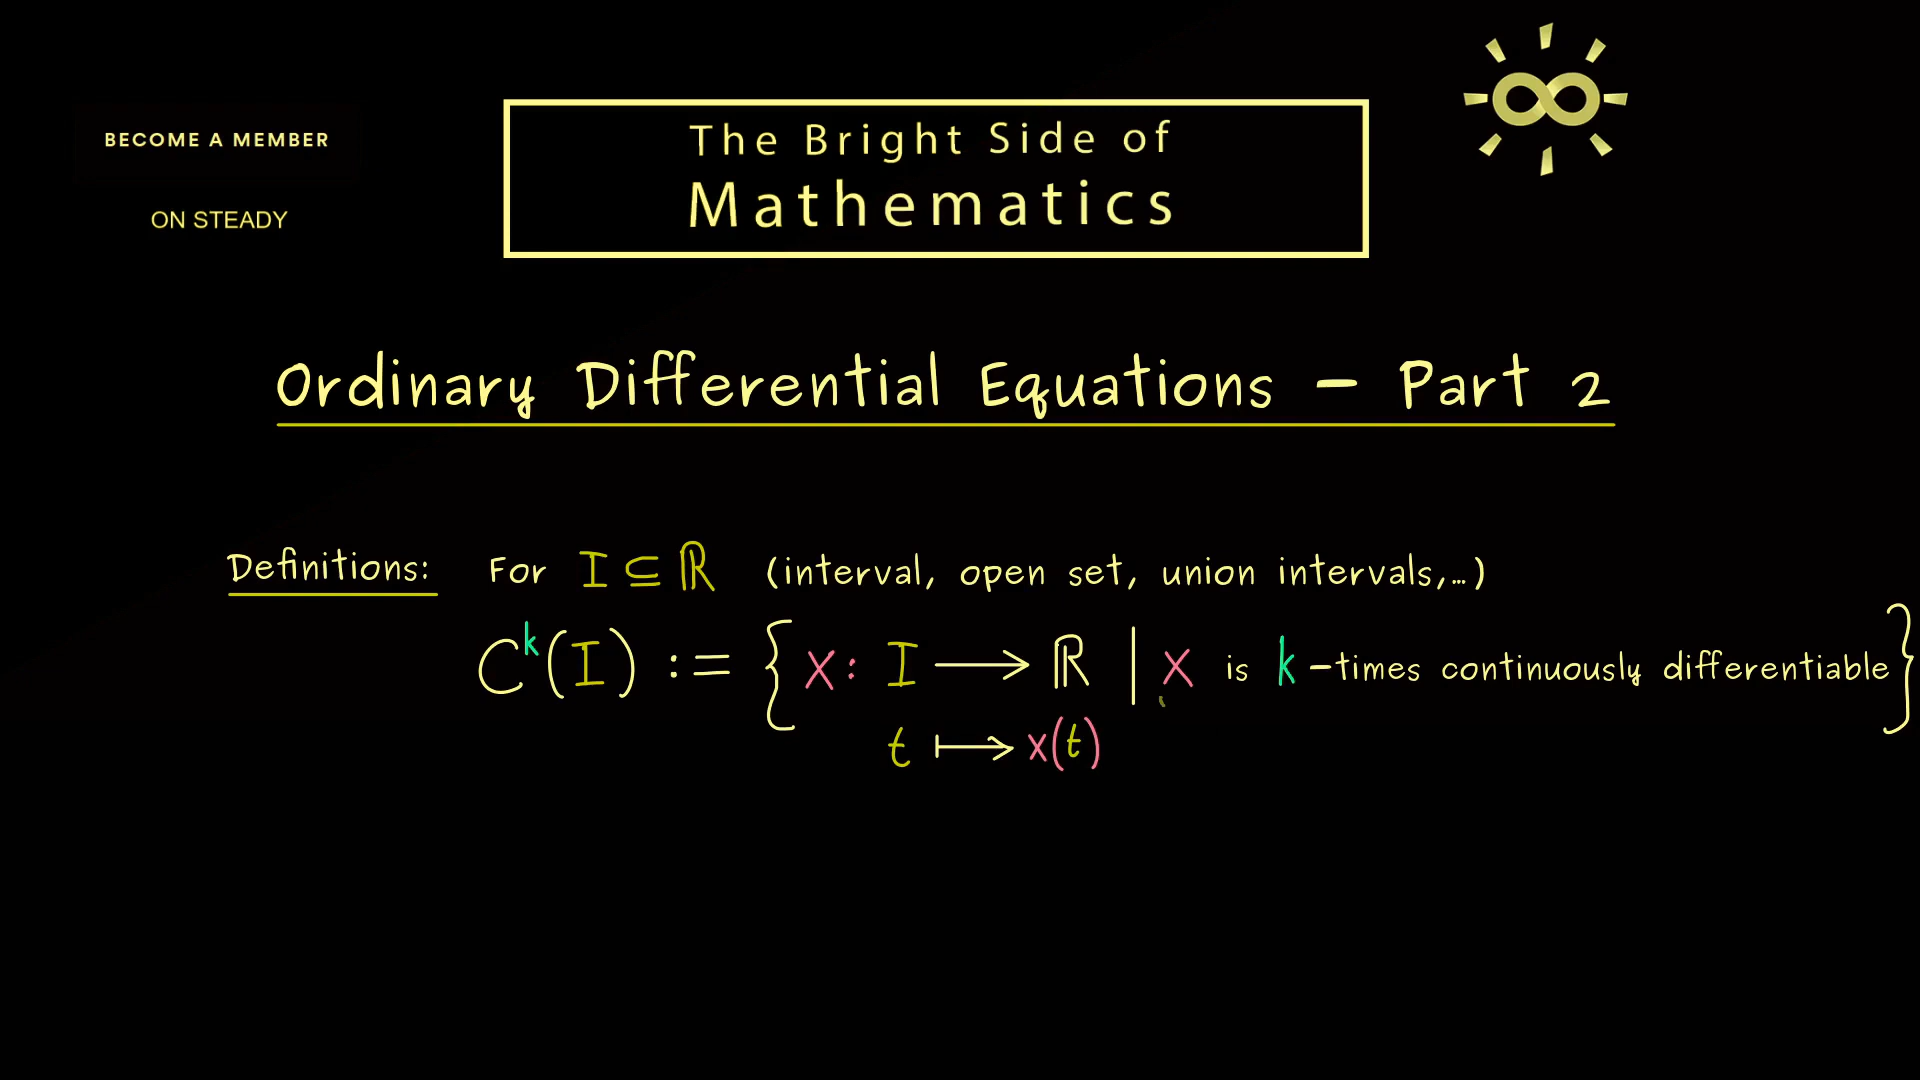 BECOME A MEMBER
ON STEADY
The Bright Side of
Mathematics
Ordinary Differential Equations – Part 2
Definitions: For I ⊆ ℝ (interval, open set, union intervals,…)
C^k(I) := { x: I ⟶ ℝ | x is k-times continuously differentiable }
t ⟼ x(t)